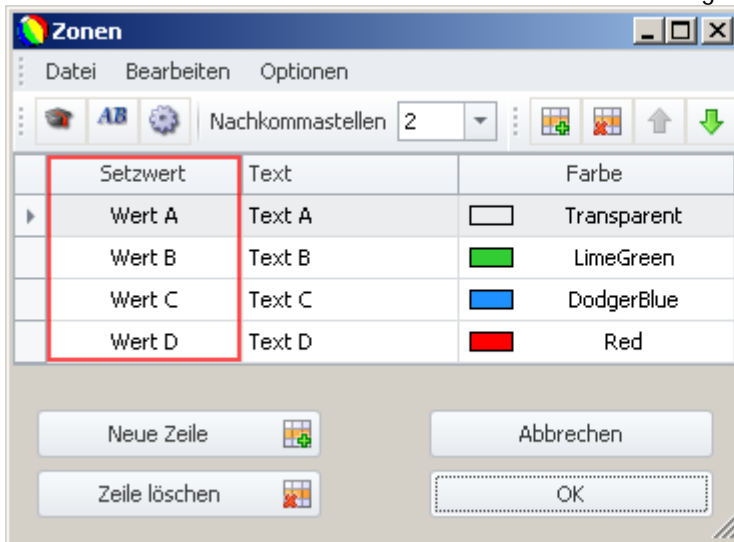 Zonen
Datei Bearbeiten Optionen
AB Nachkommastellen 2
Setzwert Text Farbe
Wert A Text A Transparent
Wert B Text B LimeGreen
Wert C Text C DodgerBlue
Wert D Text D Red
Neue Zeile Abbrechen
Zeile löschen OK